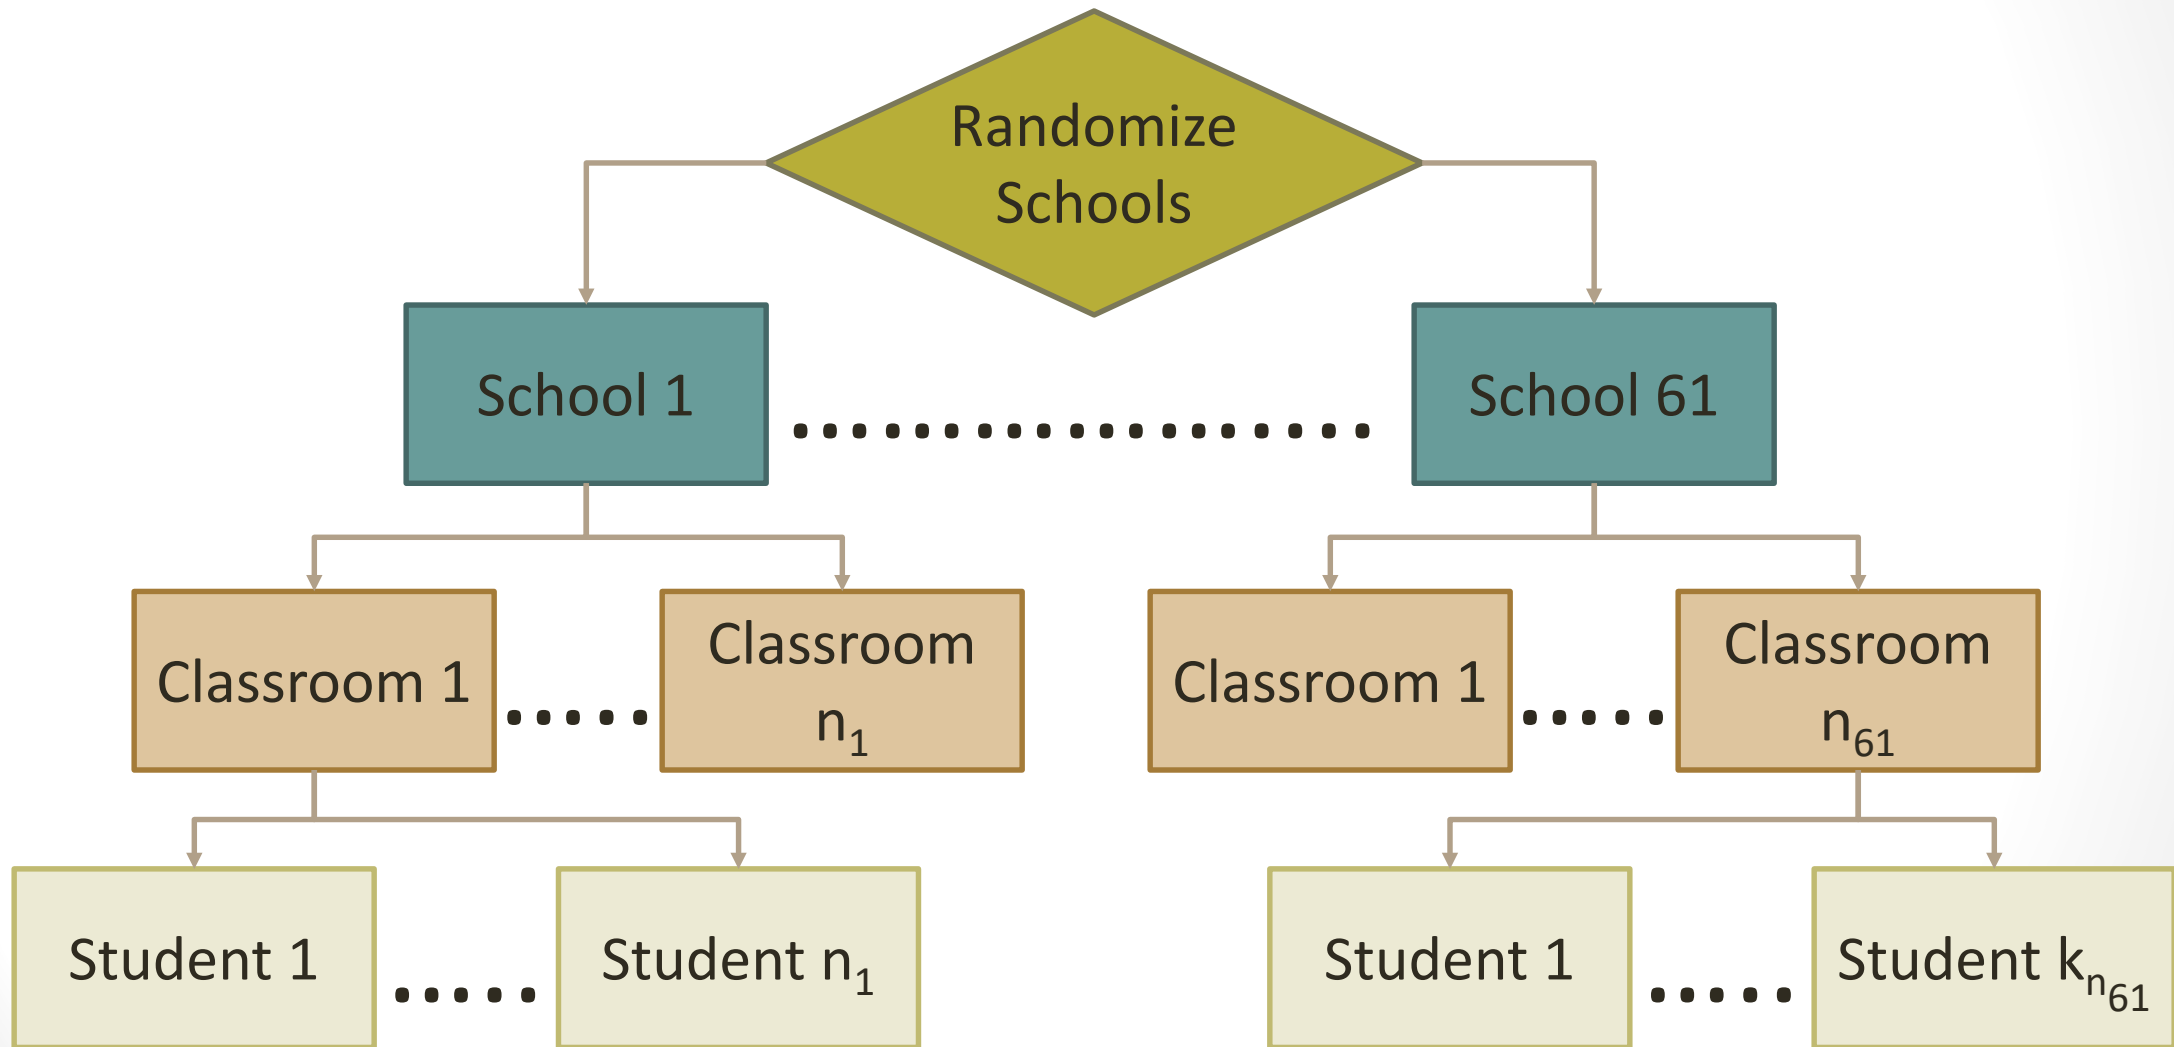 Randomize
Schools
School 1
School 61
Classroom 1
Classroom
n₁
Classroom 1
Classroom
n₆₁
Student 1
Student n₁
Student 1
Student kₙ₆₁